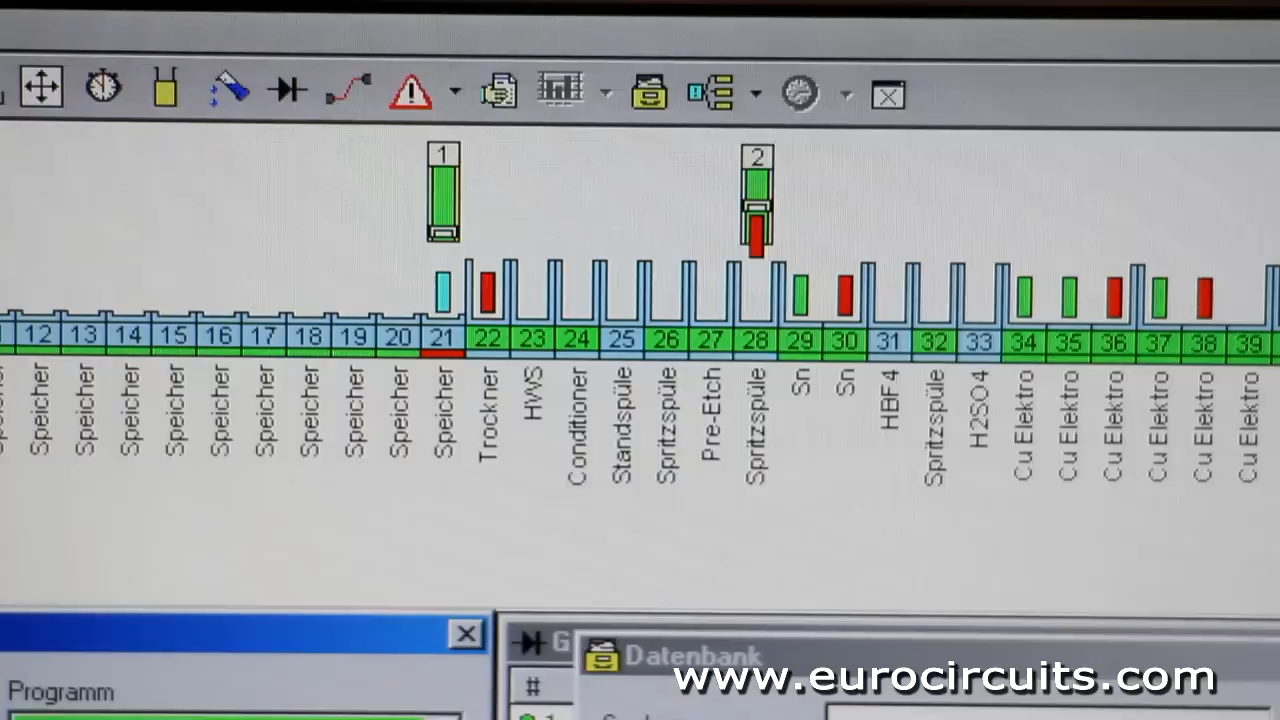 1 2
12 13 14 15 16 17 18 19 20 21 22 23 24 25 26 27 28 29 30 31 32 33 34 35 36 37 38 39
Speicher
Speicher
Speicher
Speicher
Speicher
Speicher
Speicher
Speicher
Speicher
Speicher
Trockner
HWS
Conditioner
Standspüle
Spritzspüle
Pre-Etch
Spritzspüle
Sn
Sn
HBF4
Spritzspüle
H2SO4
Cu Elektro
Cu Elektro
Cu Elektro
Cu Elektro
Cu Elektro
Cu Elektro
G
Datenbank
Programm
#
www.eurocircuits.com